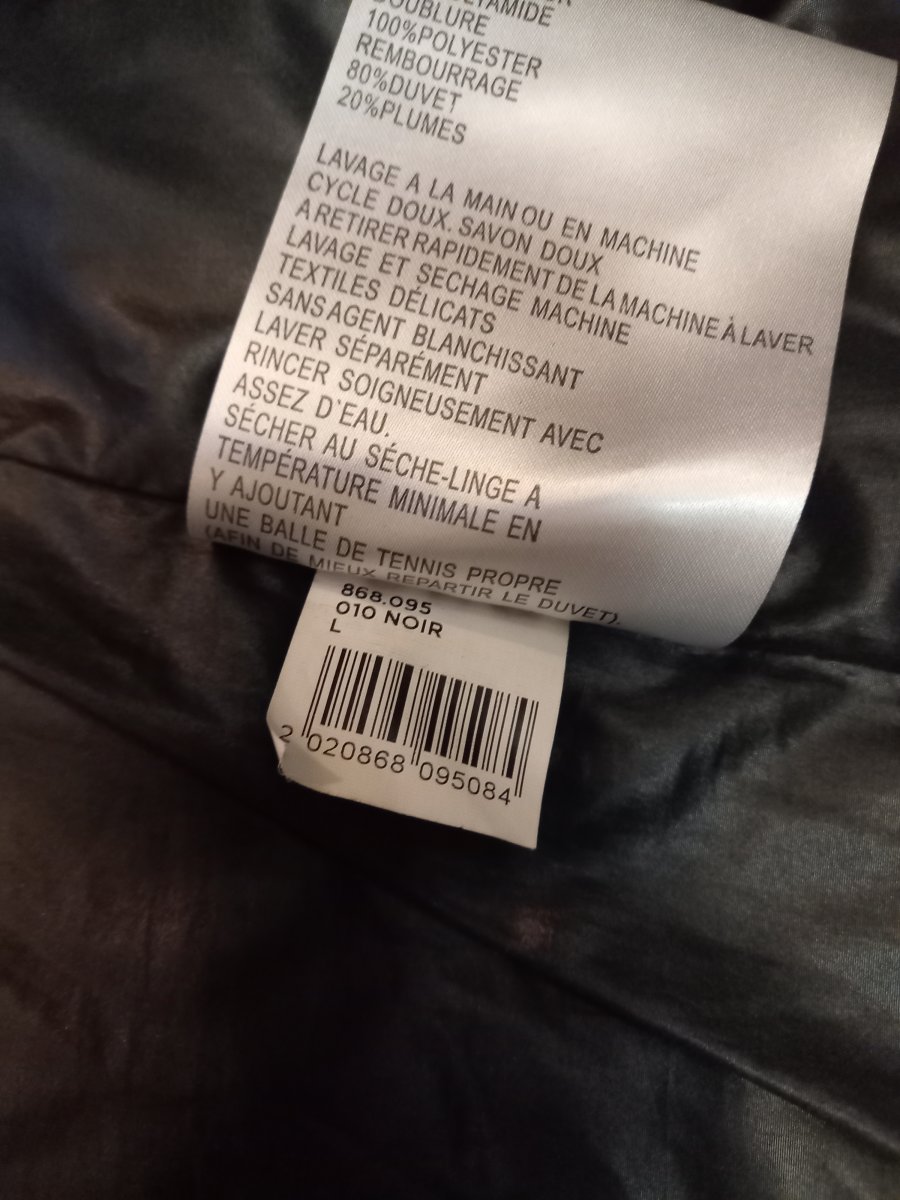 DOUBLURE
100%POLYESTER
REMBOURRAGE
80%DUVET
20%PLUMES
LAVAGE A LA MAIN OU EN MACHINE
CYCLE DOUX. SAVON DOUX
A RETIRER RAPIDEMENT DE LA MACHINE À LAVER
LAVAGE ET SECHAGE MACHINE
TEXTILES DÉLICATS
SANS AGENT BLANCHISSANT
LAVER SÉPARÉMENT
RINCER SOIGNEUSEMENT AVEC
ASSEZ D'EAU.
SÉCHER AU SÉCHE-LINGE A
TEMPÉRATURE MINIMALE EN
Y AJOUTANT
UNE BALLE DE TENNIS PROPRE
(AFIN DE MIEUX REPARTIR LE DUVET).
868.095
010 NOIR
L
2 020868 095084